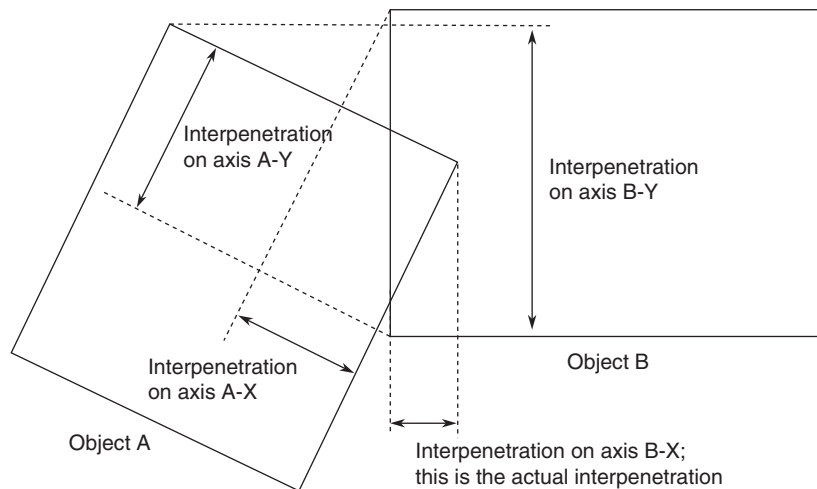 Interpenetration
on axis A-Y
Interpenetration
on axis B-Y
Interpenetration
on axis A-X
Object B
Object A
Interpenetration on axis B-X;
this is the actual interpenetration